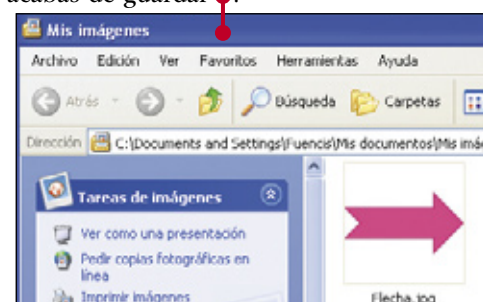 acabas de guardar
Mis imágenes
Archivo Edición Ver Favoritos Herramientas Ayuda
Atrás Búsqueda Carpetas
Dirección C:\Documents and Settings\Fuencis\Mis documentos\Mis imá
Tareas de imágenes
Ver como una presentación
Pedir copias fotográficas en
línea
Imprimir imágenes
Flecha.jpg